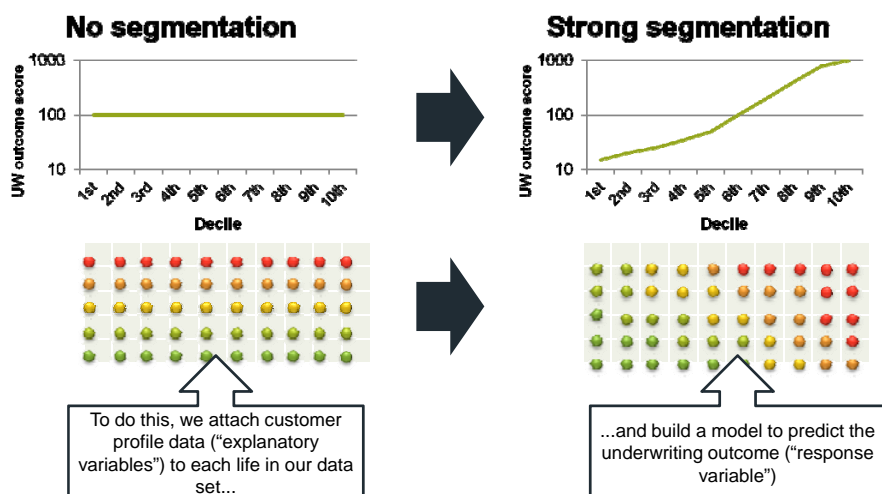 No segmentation
Strong segmentation
UW outcome score
1000
100
10
1st
2nd
3rd
4th
5th
6th
7th
8th
9th
10th
Decile
UW outcome score
1000
100
10
1st
2nd
3rd
4th
5th
6th
7th
8th
9th
10th
Decile
To do this, we attach customer
profile data (“explanatory
variables”) to each life in our data
set...
...and build a model to predict the
underwriting outcome (“response
variable”)